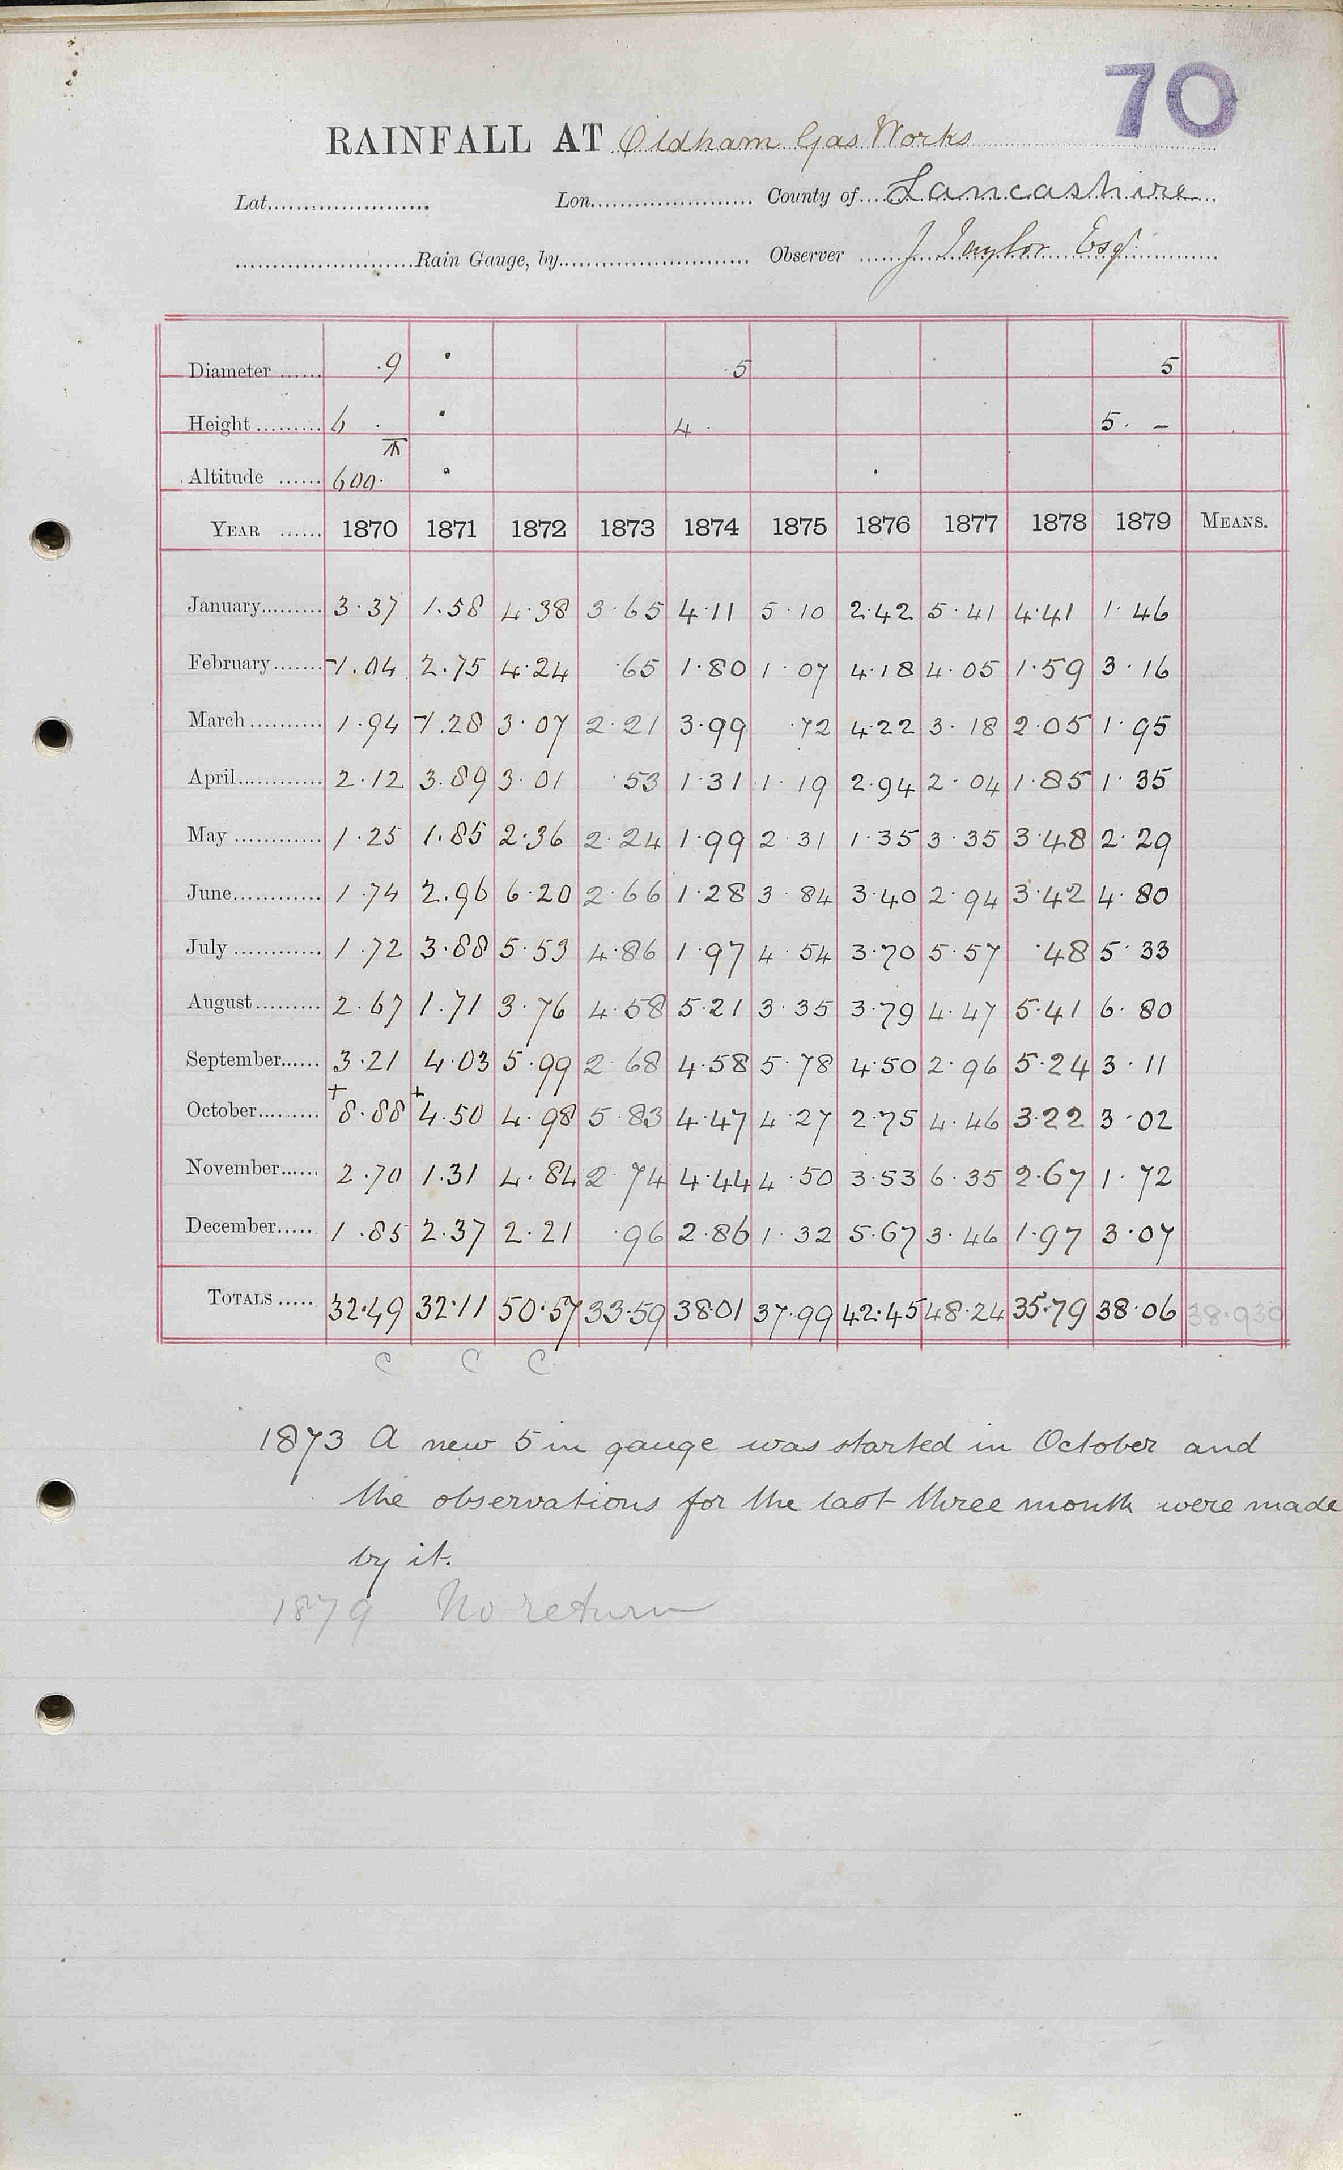 70
RAINFALL AT Oldham Gas Works
Lat. Lon. County of Lancashire
Rain Gauge, by Observer J Taylor Esqr
Diameter 9 5 5
Height 6 4 5 –
Altitude 600
YEAR 1870 1871 1872 1873 1874 1875 1876 1877 1878 1879 MEANS.
January 3.37 1.58 4.38 3.65 4.11 5.10 2.42 5.41 4.41 1.46
February –1.04 2.75 4.24 .65 1.80 1.07 4.18 4.05 1.59 3.16
March 1.94 –1.28 3.07 2.21 3.99 .72 4.22 3.18 2.05 1.95
April 2.12 3.89 3.01 .53 1.31 1.19 2.94 2.04 1.85 1.35
May 1.25 1.85 2.36 2.24 1.99 2.31 1.35 3.35 3.48 2.29
June 1.74 2.96 6.20 2.66 1.28 3.84 3.40 2.94 3.42 4.80
July 1.72 3.88 5.53 4.86 1.97 4.54 3.70 5.57 .48 5.33
August 2.67 1.71 3.76 4.58 5.21 3.35 3.79 4.47 5.41 6.80
September 3.21 4.03 5.99 2.68 4.58 5.78 4.50 2.96 5.24 3.11
October +8.88 +4.50 4.98 5.83 4.47 4.27 2.75 4.46 3.22 3.02
November 2.70 1.31 4.84 2.74 4.44 4.50 3.53 6.35 2.67 1.72
December 1.85 2.37 2.21 .96 2.86 1.32 5.67 3.46 1.97 3.07
TOTALS 32.49 32.11 50.57 33.59 38.01 37.99 42.45 48.24 35.79 38.06 38.930
C C C
1873 A new 5 in gauge was started in October and
the observations for the last three month were made
by it.
1879 No return